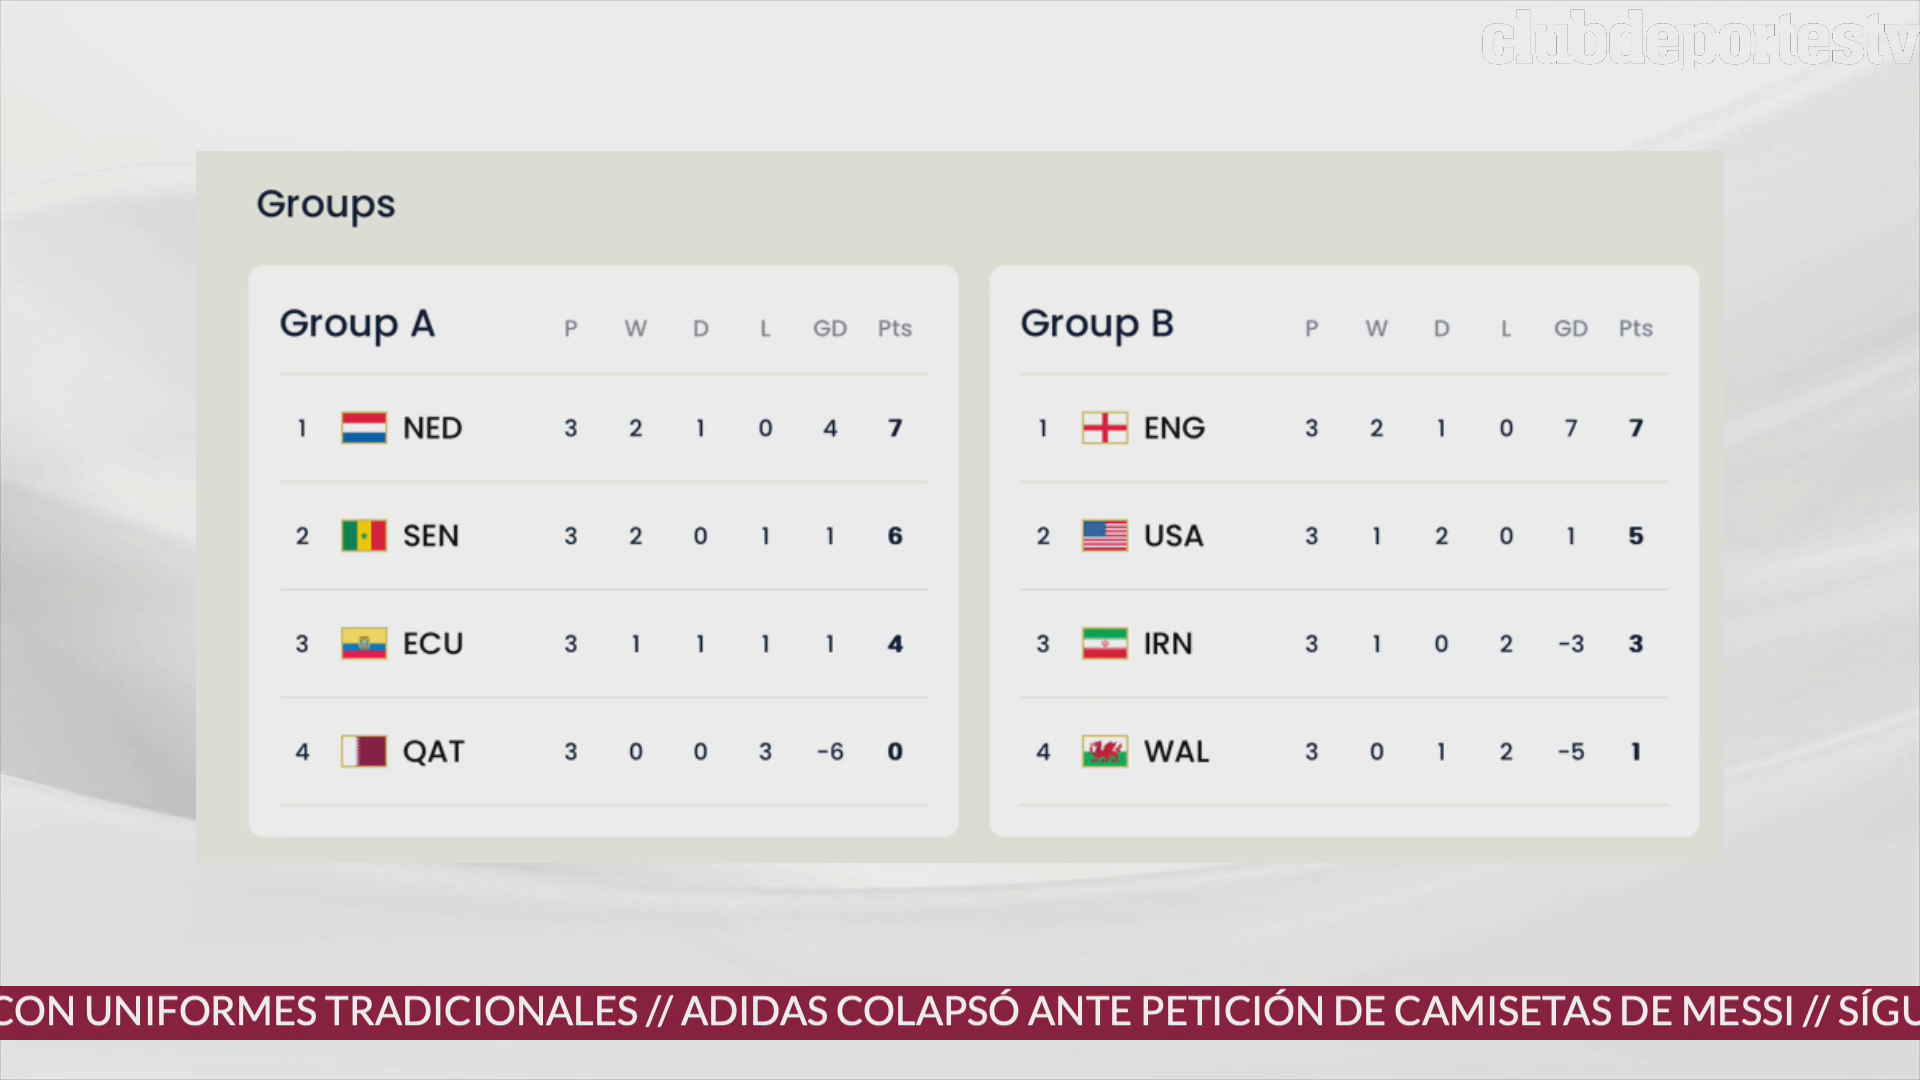 clubdeportestv
Groups
Group A P W D L GD Pts
1 NED 3 2 1 0 4 7
2 SEN 3 2 0 1 1 6
3 ECU 3 1 1 1 1 4
4 QAT 3 0 0 3 -6 0
Group B P W D L GD Pts
1 ENG 3 2 1 0 7 7
2 USA 3 1 2 0 1 5
3 IRN 3 1 0 2 -3 3
4 WAL 3 0 1 2 -5 1
CON UNIFORMES TRADICIONALES // ADIDAS COLAPSÓ ANTE PETICIÓN DE CAMISETAS DE MESSI // SÍGU